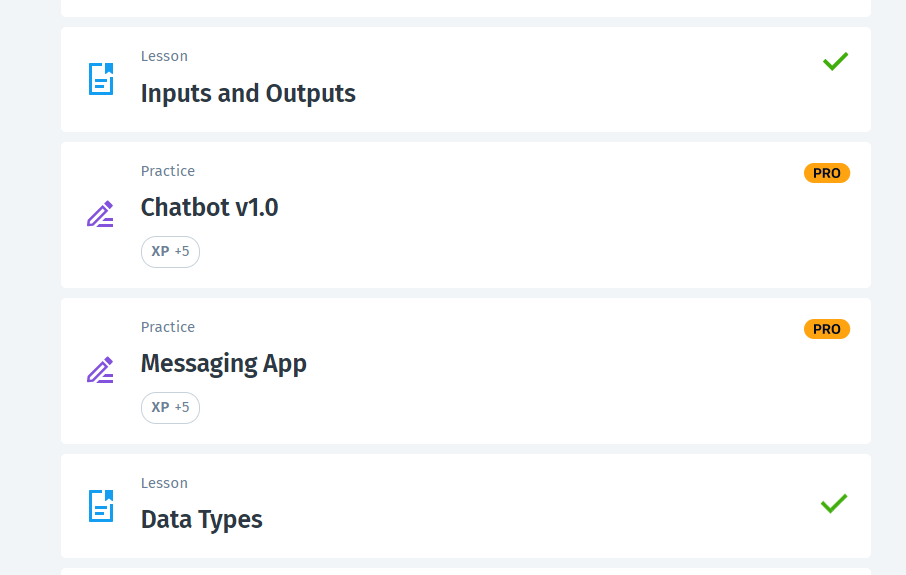 Lesson
Inputs and Outputs
Practice
PRO
Chatbot v1.0
XP +5
Practice
PRO
Messaging App
XP +5
Lesson
Data Types